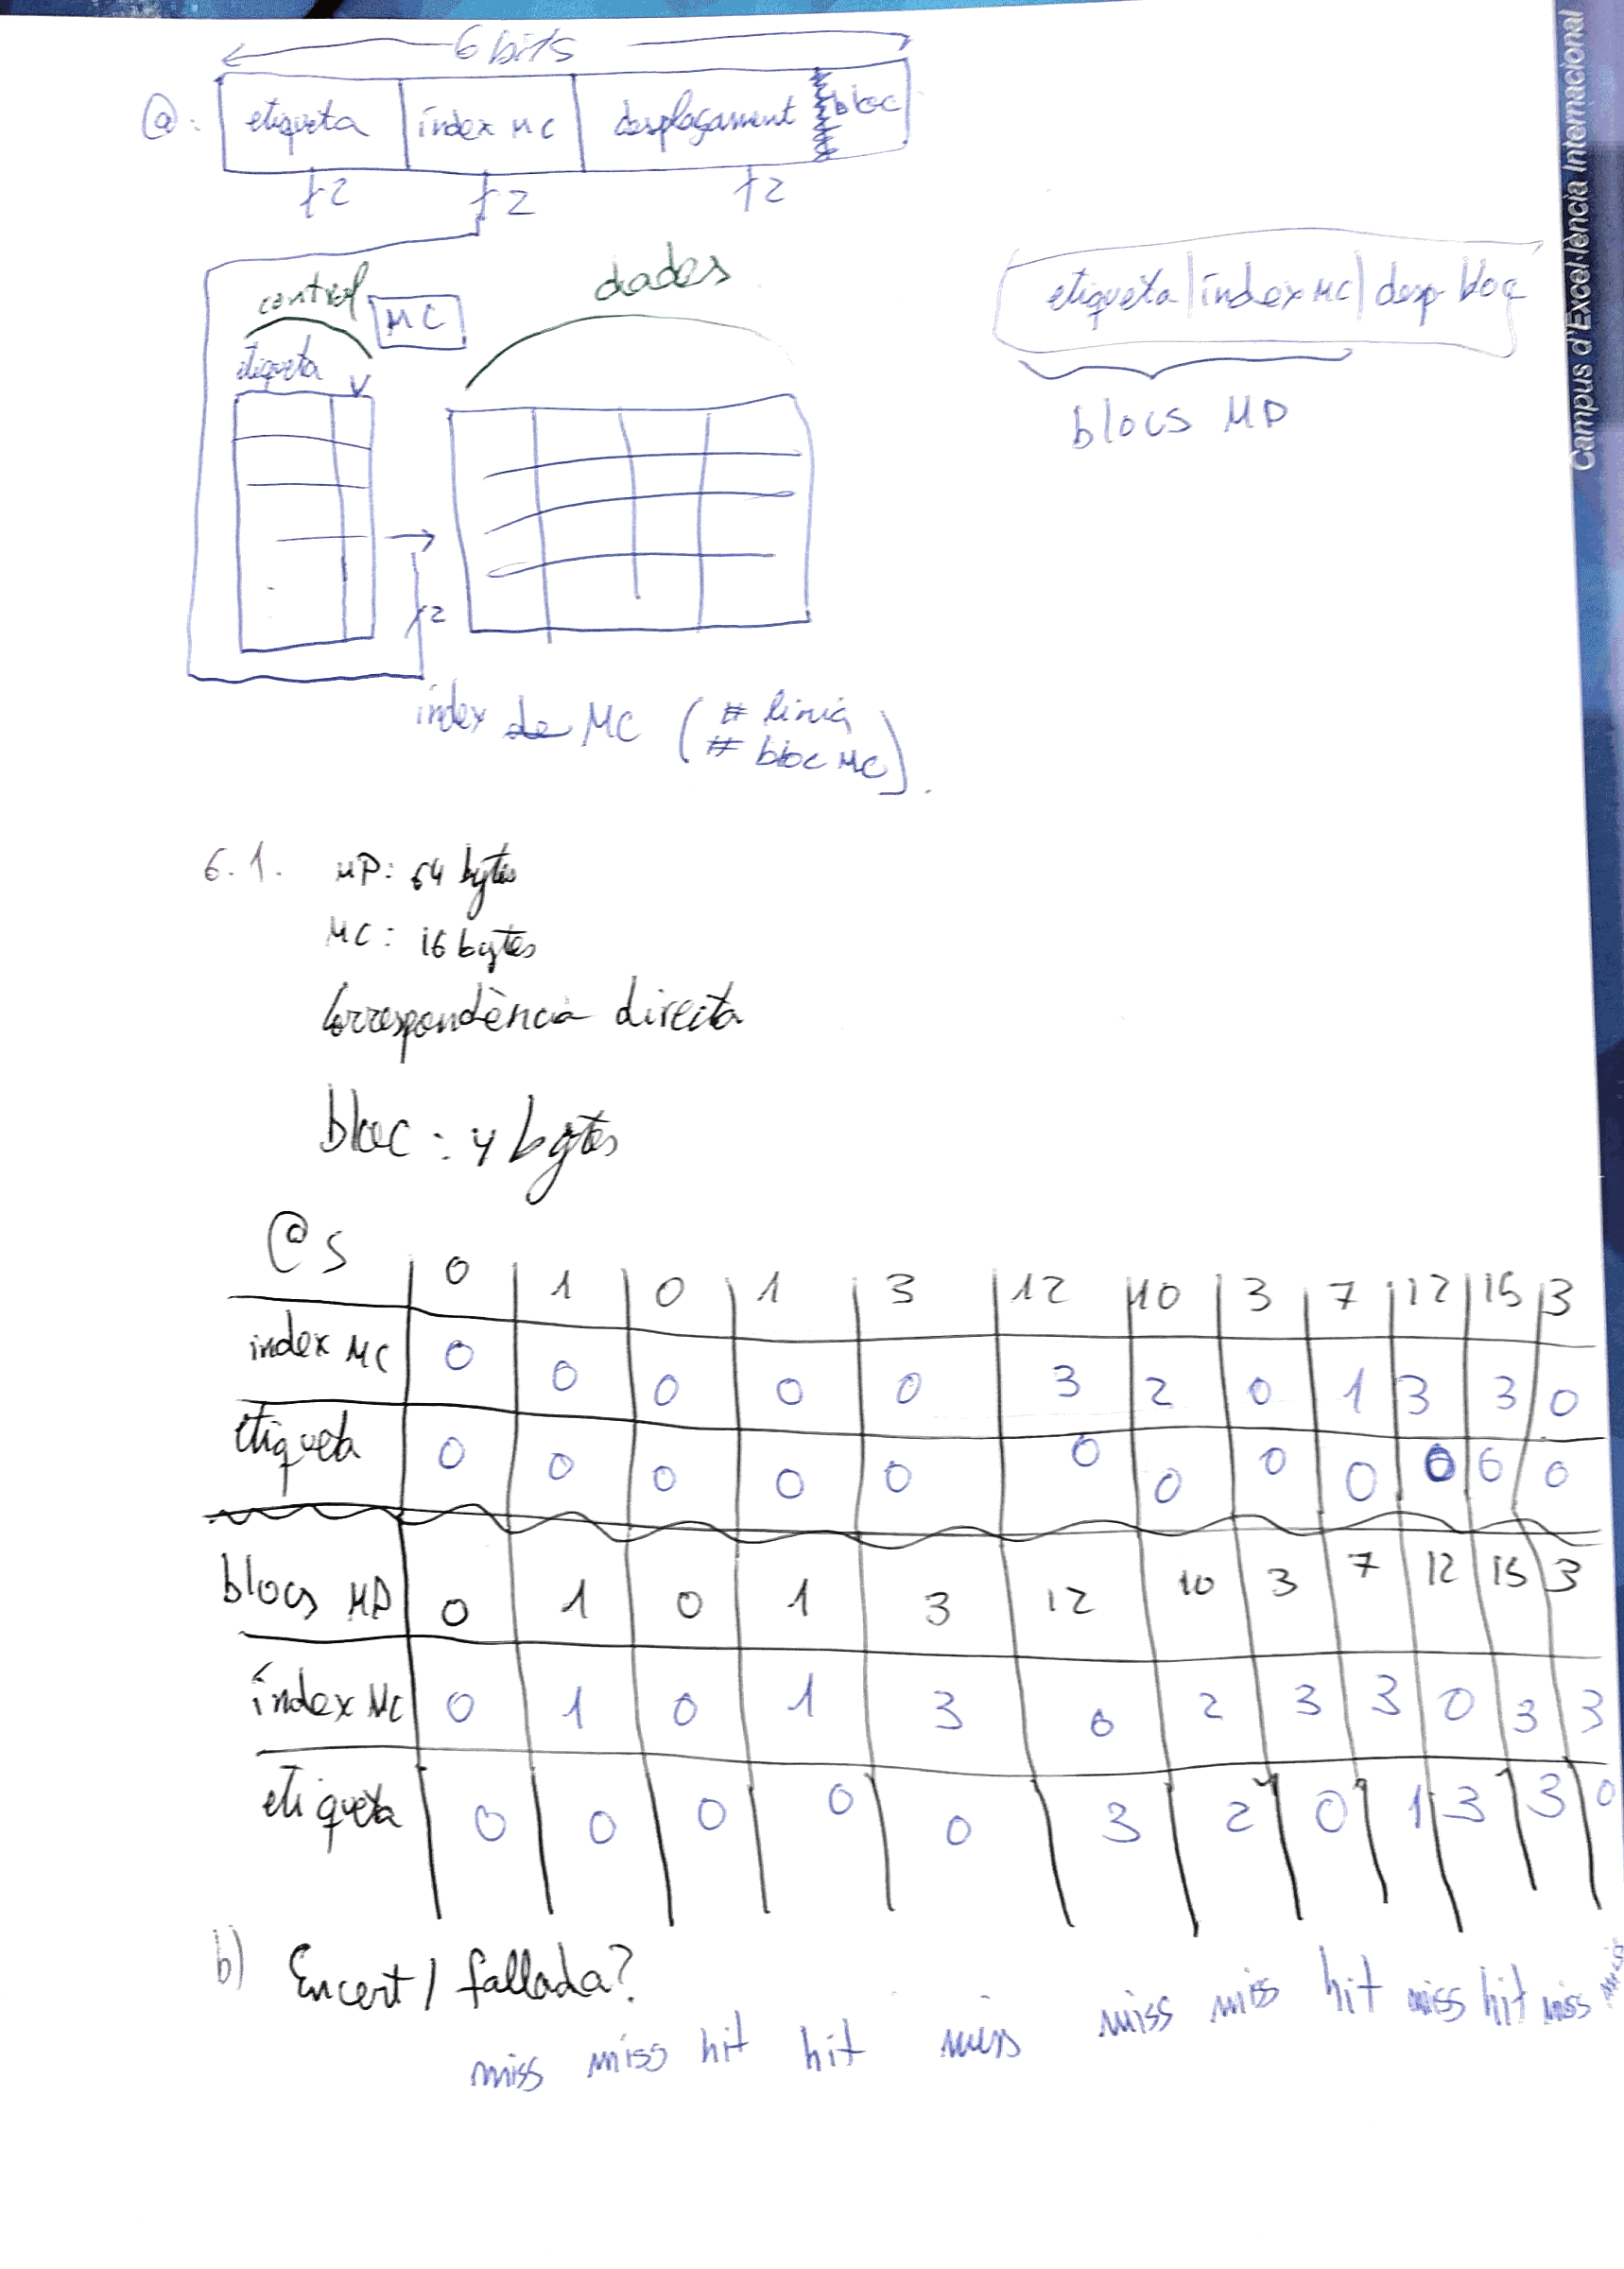 6 bits
@: etiqueta índex MC desplaçament bloc
2 2 2
control MC dades
etiqueta V
etiqueta | índex MC | desp bloc
blocs MP
2
índex de MC ( # línia
# bloc MC ).
6.1. MP: 64 bytes
MC: 16 bytes
Correspondència directa
bloc: 4 bytes
@s 0 1 0 1 3 12 10 3 7 12 15 3
index MC 0 0 0 0 0 3 2 0 1 3 3 0
etiqueta 0 0 0 0 0 0 0 0 0 0 0 0
blocs MP 0 1 0 1 3 12 10 3 7 12 15 3
índex MC 0 1 0 1 3 0 2 3 3 0 3 3
etiqueta 0 0 0 0 0 3 2 0 1 3 3 0
b) Encert / fallada?
miss miss hit hit miss miss miss hit miss hit miss miss
Campus d'Excel·lència Internacional